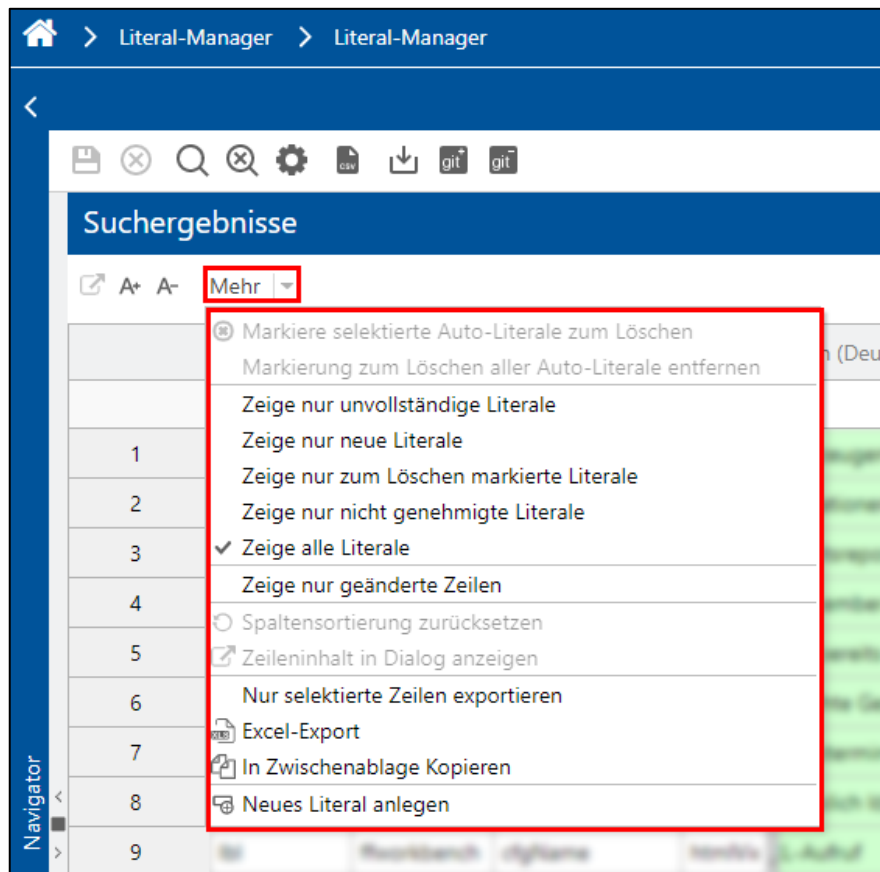 Literal-Manager > Literal-Manager
csv git+ git-
Suchergebnisse
A+ A- Mehr
Markiere selektierte Auto-Literale zum Löschen
Markierung zum Löschen aller Auto-Literale entfernen
(Deu
Zeige nur unvollständige Literale
Zeige nur neue Literale
1
Zeige nur zum Löschen markierte Literale
2
Zeige nur nicht genehmigte Literale
3
Zeige alle Literale
Zeige nur geänderte Zeilen
4
Spaltensortierung zurücksetzen
5
Zeileninhalt in Dialog anzeigen
6
Nur selektierte Zeilen exportieren
Excel-Export
7
In Zwischenablage Kopieren
8
Neues Literal anlegen
9
Navigator